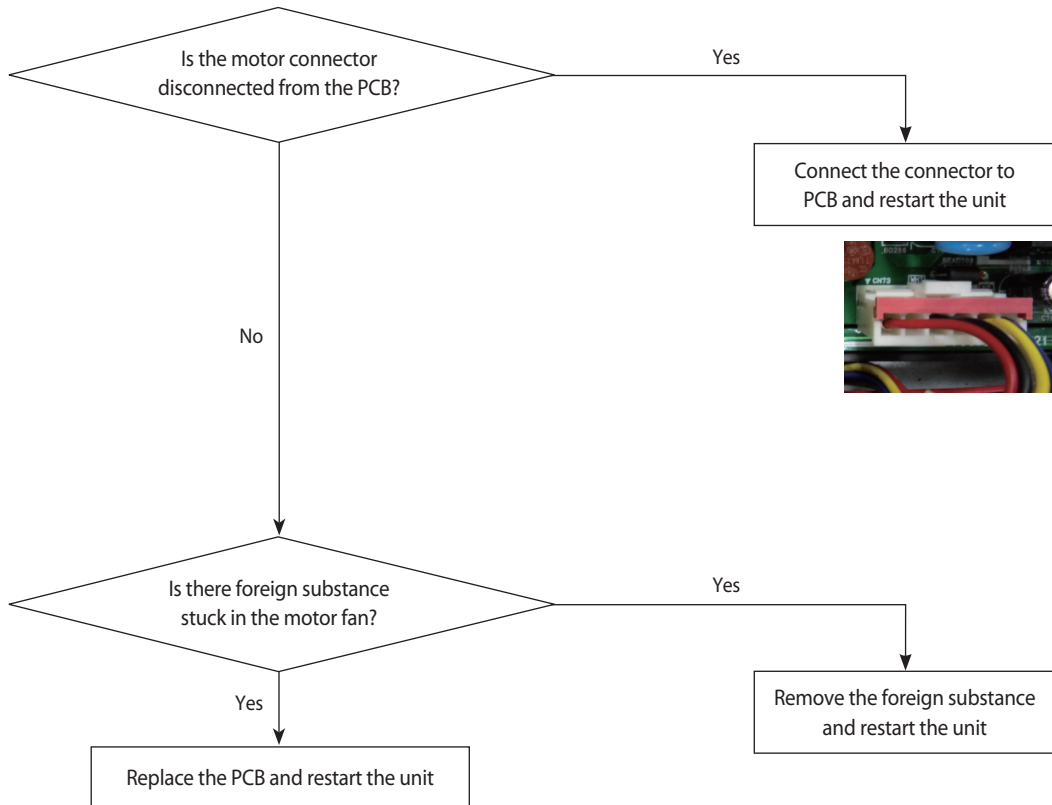 Is the motor connector
disconnected from the PCB?
Yes
Connect the connector to
PCB and restart the unit
CN73
21
No
Is there foreign substance
stuck in the motor fan?
Yes
Yes
Remove the foreign substance
and restart the unit
Replace the PCB and restart the unit